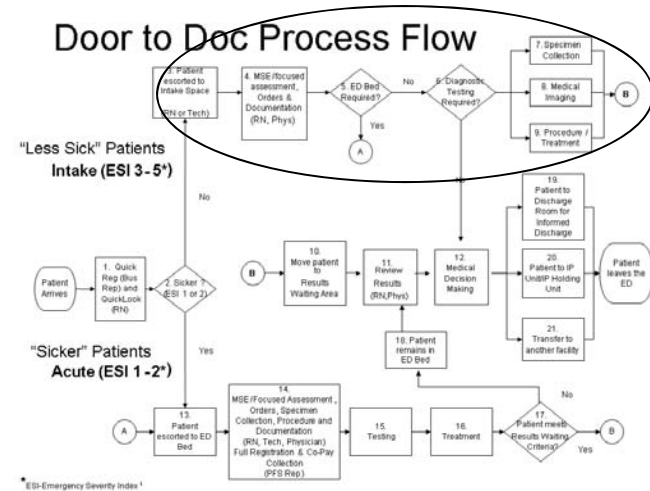 Door to Doc Process Flow
3. Patient
escorted to
Intake Space
(RN or Tech)
4. MSE /focused
assessment,
Orders &
Documentation
(RN, Phys)
5. ED Bed
Required?
No
Yes
A
6. Diagnostic
Testing
Required?
7. Specimen
Collection
8. Medical
Imaging
9. Procedure /
Treatment
B
"Less Sick" Patients
Intake (ESI 3-5*)
No
No
Patient
Arrives
1. Quick
Reg (Bus
Rep) and
QuickLook
(RN)
2. Sicker ?
(ESI 1 or 2)
B
10.
Move patient
to
Results
Waiting Area
11.
Review
Results
(RN,Phys)
12.
Medical
Decision
Making
19.
Patient to
Discharge
Room for
Informed
Discharge
20.
Patient to IP
Unit/IP Holding
Unit
21.
Transfer to
another facility
Patient
leaves the
ED
"Sicker" Patients
Acute (ESI 1-2*)
Yes
18. Patient
remains in
ED Bed
No
A
13.
Patient
escorted to ED
Bed
14.
MSE /Focused Assessment ,
Orders, Specimen
Collection, Procedure and
Documentation
(RN, Tech, Physician)
Full Registration & Co-Pay
Collection
(PFS Rep.)
15.
Testing
16.
Treatment
17.
Patient meets
Results Waiting
Criteria?
Yes
B
*ESI-Emergency Severity Index ¹